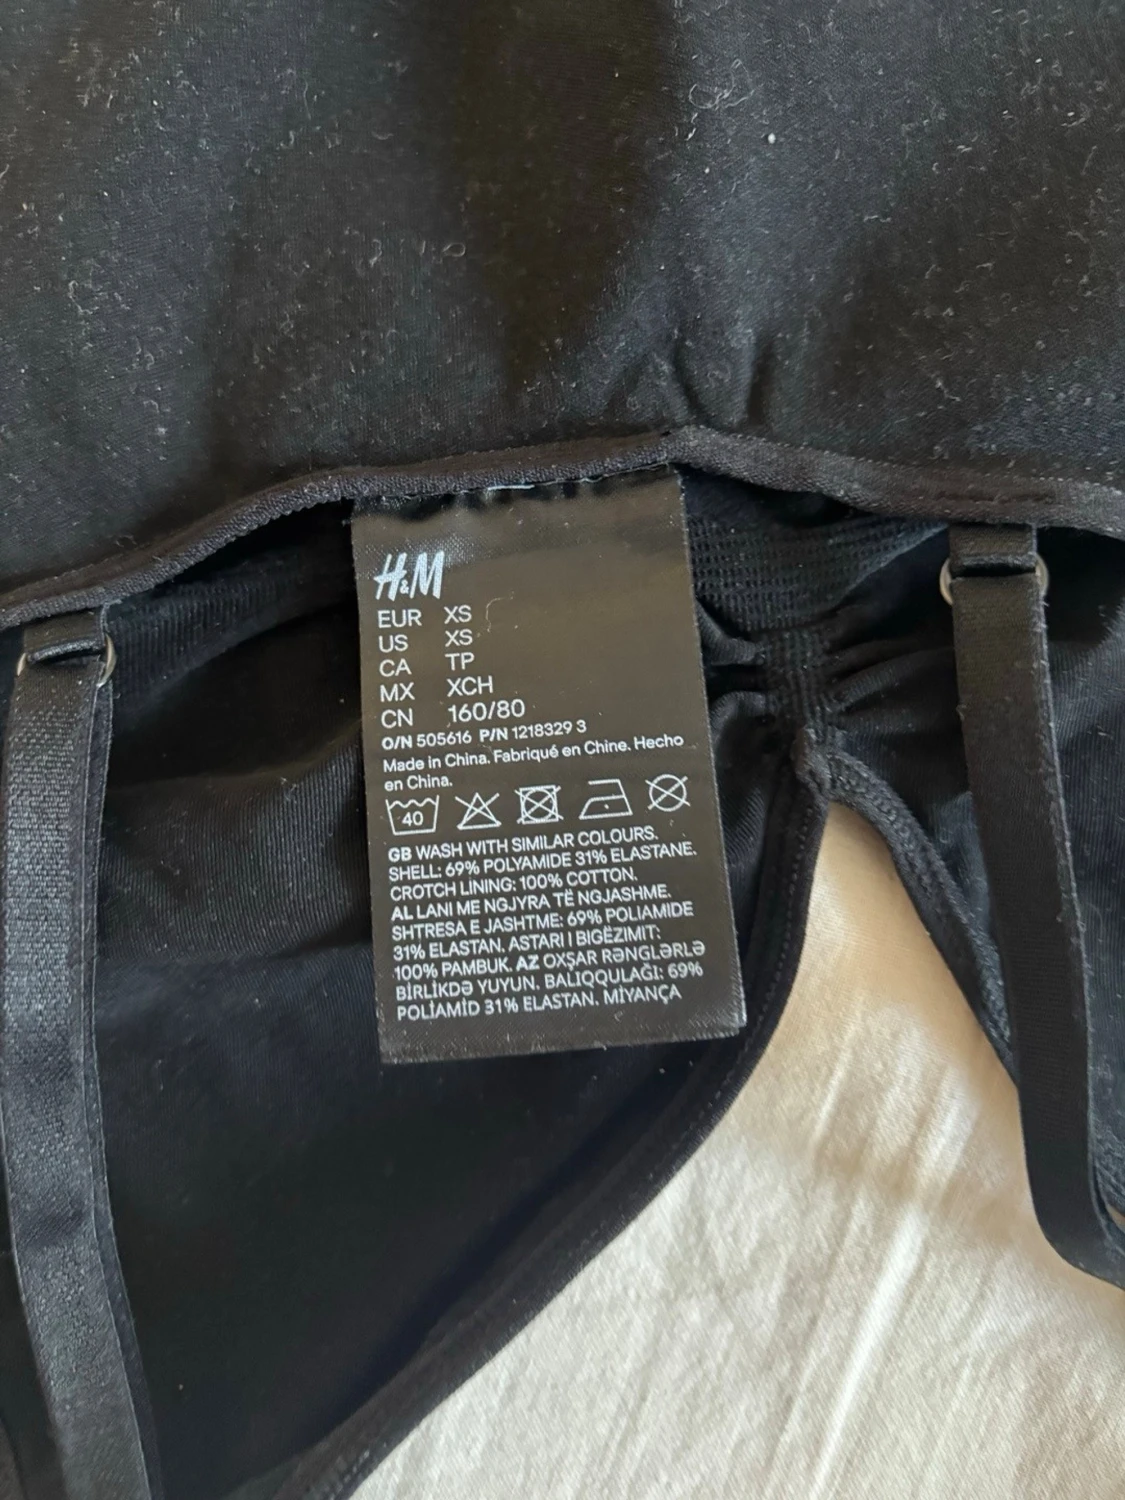 H&M
EUR XS
US XS
CA TP
MX XCH
CN 160/80
O/N 505616 P/N 1218329 3
Made in China. Fabriqué en Chine. Hecho
en China.
40
GB WASH WITH SIMILAR COLOURS.
SHELL: 69% POLYAMIDE 31% ELASTANE.
CROTCH LINING: 100% COTTON.
AL LANI ME NGJYRA TË NGJASHME.
SHTRESA E JASHTME: 69% POLIAMIDE
31% ELASTAN. ASTARI I BIGËZIMIT:
100% PAMBUK. AZ OXŞAR RƏNGLƏRLƏ
BİRLİKDƏ YUYUN. BALIQQULAĞI: 69%
POLİAMİD 31% ELASTAN. MİYANÇA